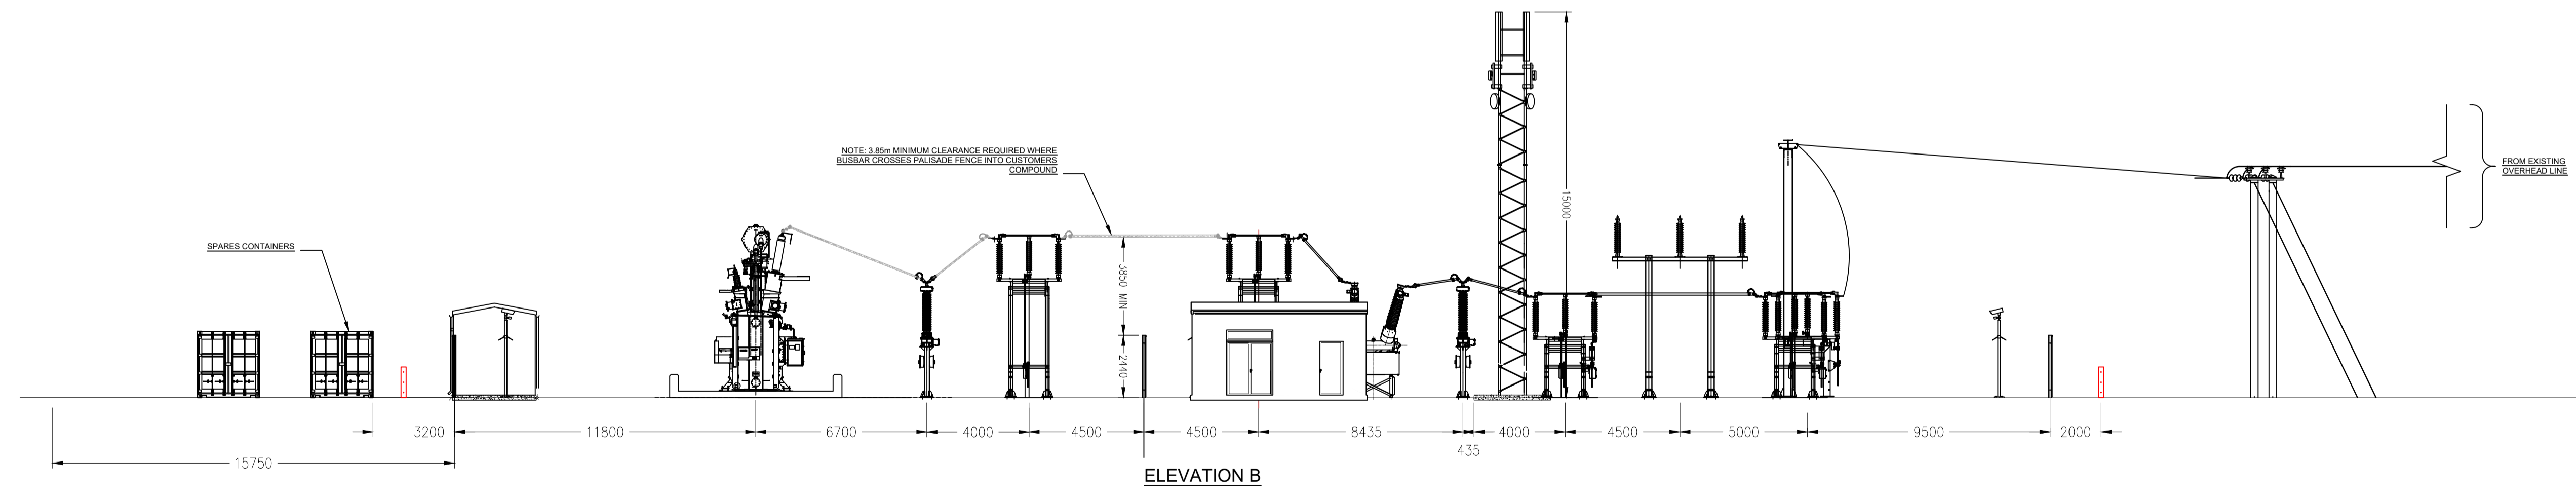 NOTE: 3.85m MINIMUM CLEARANCE REQUIRED WHERE
BUSBAR CROSSES PALISADE FENCE INTO CUSTOMERS
COMPOUND
FROM EXISTING
OVERHEAD LINE
15000
SPARES CONTAINERS
3850 MIN
2440
3200
11800
6700
4000
4500
4500
8435
435
4000
4500
5000
9500
2000
15750
ELEVATION B